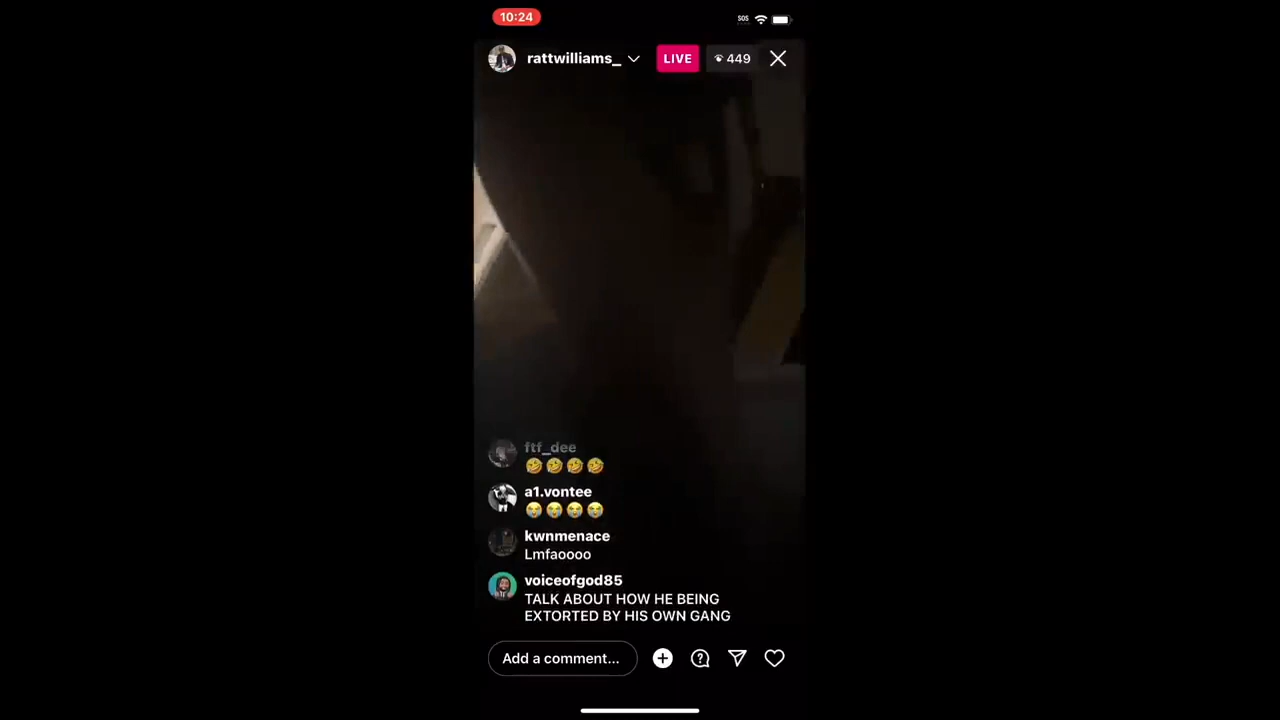 10:24
SOS
rattwilliams_
LIVE
449
ftf_dee
🤣🤣🤣🤣
a1.vontee
😭😭😭😭
kwnmenace
Lmfaoooo
voiceofgod85
TALK ABOUT HOW HE BEING
EXTORTED BY HIS OWN GANG
Add a comment...